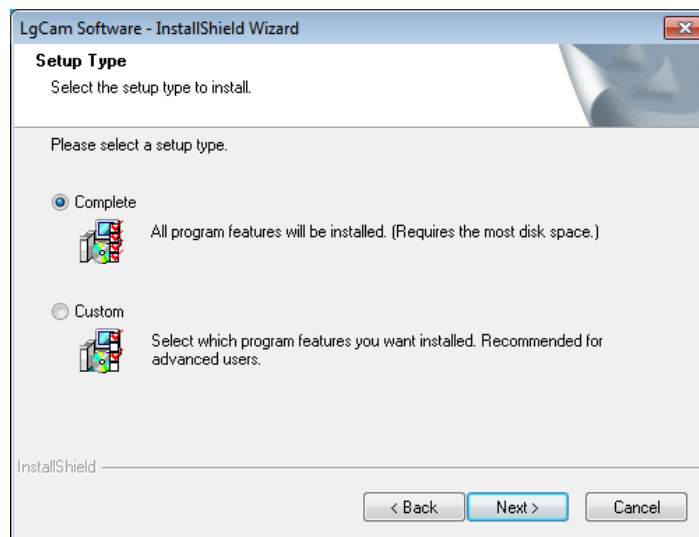 LgCam Software - InstallShield Wizard
Setup Type
Select the setup type to install.
Please select a setup type.
Complete
All program features will be installed. (Requires the most disk space.)
Custom
Select which program features you want installed. Recommended for
advanced users.
InstallShield
< Back
Next >
Cancel